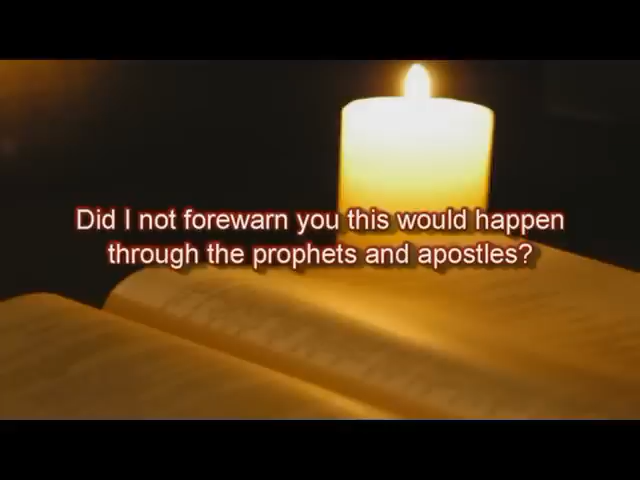 Did I not forewarn you this would happen
through the prophets and apostles?